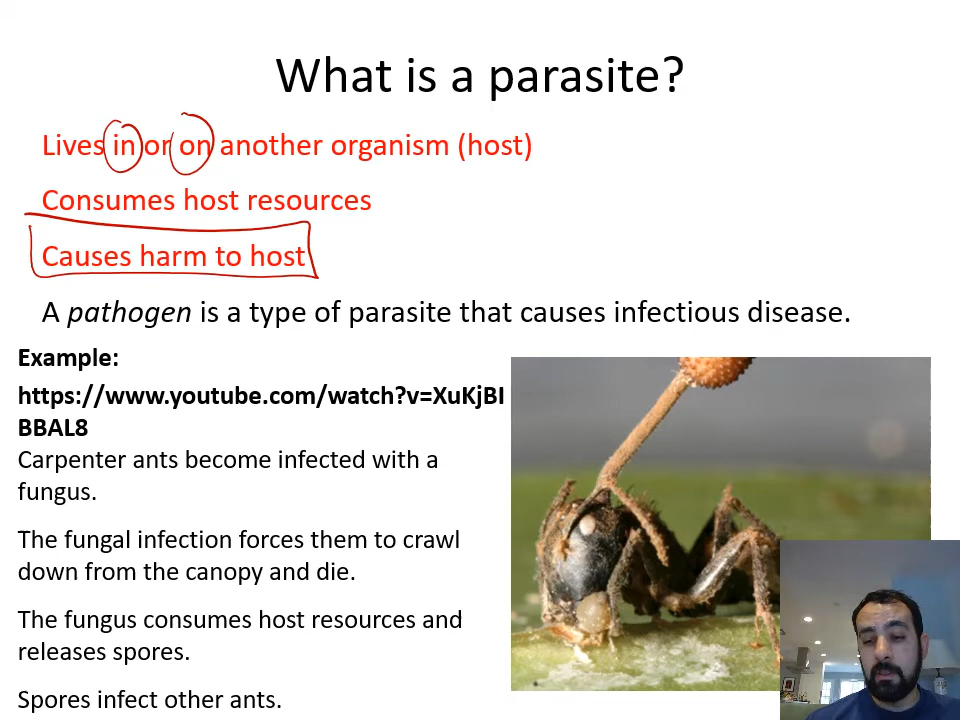 What is a parasite?
Lives in or on another organism (host)
Consumes host resources
Causes harm to host
A pathogen is a type of parasite that causes infectious disease.
Example:
https://www.youtube.com/watch?v=XuKjBI
BBAL8
Carpenter ants become infected with a
fungus.
The fungal infection forces them to crawl
down from the canopy and die.
The fungus consumes host resources and
releases spores.
Spores infect other ants.